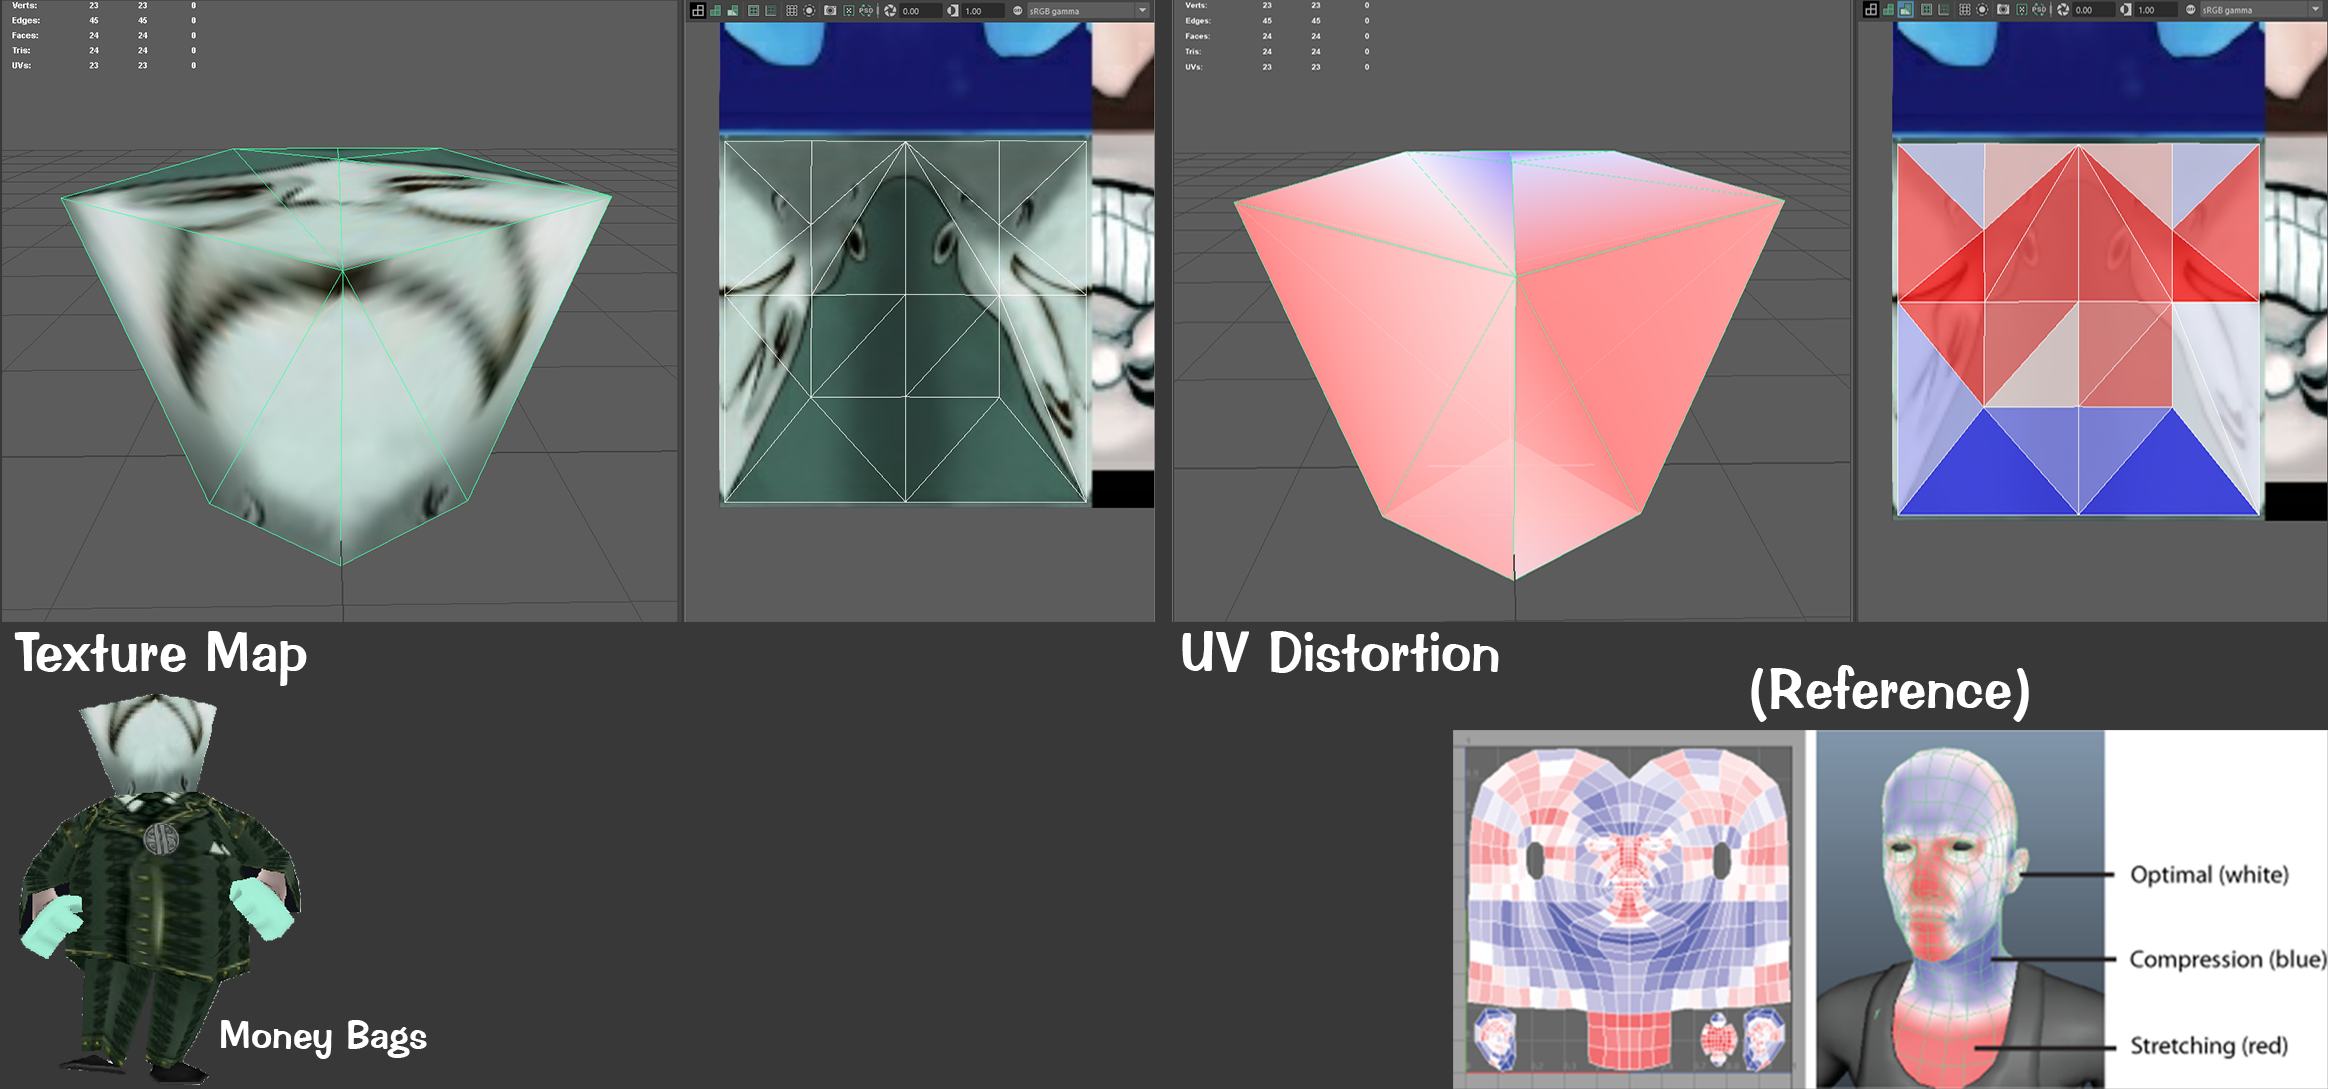 Verts: 23 23 0
Edges: 45 45 0
Faces: 24 24 0
Tris: 24 24 0
UVs: 23 23 0
PSD
0.00
1.00
sRGB gamma
Verts: 23 23 0
Edges: 45 45 0
Faces: 24 24 0
Tris: 24 24 0
UVs: 23 23 0
PSD
0.00
1.00
sRGB gamma
Texture Map
UV Distortion
(Reference)
Money Bags
Optimal (white)
Compression (blue)
Stretching (red)